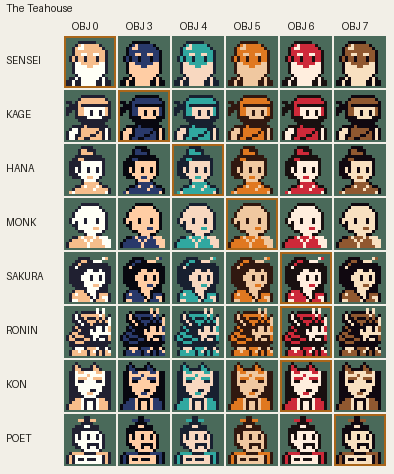 The Teahouse
OBJ 0 OBJ 3 OBJ 4 OBJ 5 OBJ 6 OBJ 7
SENSEI
KAGE
HANA
MONK
SAKURA
RONIN
KON
POET